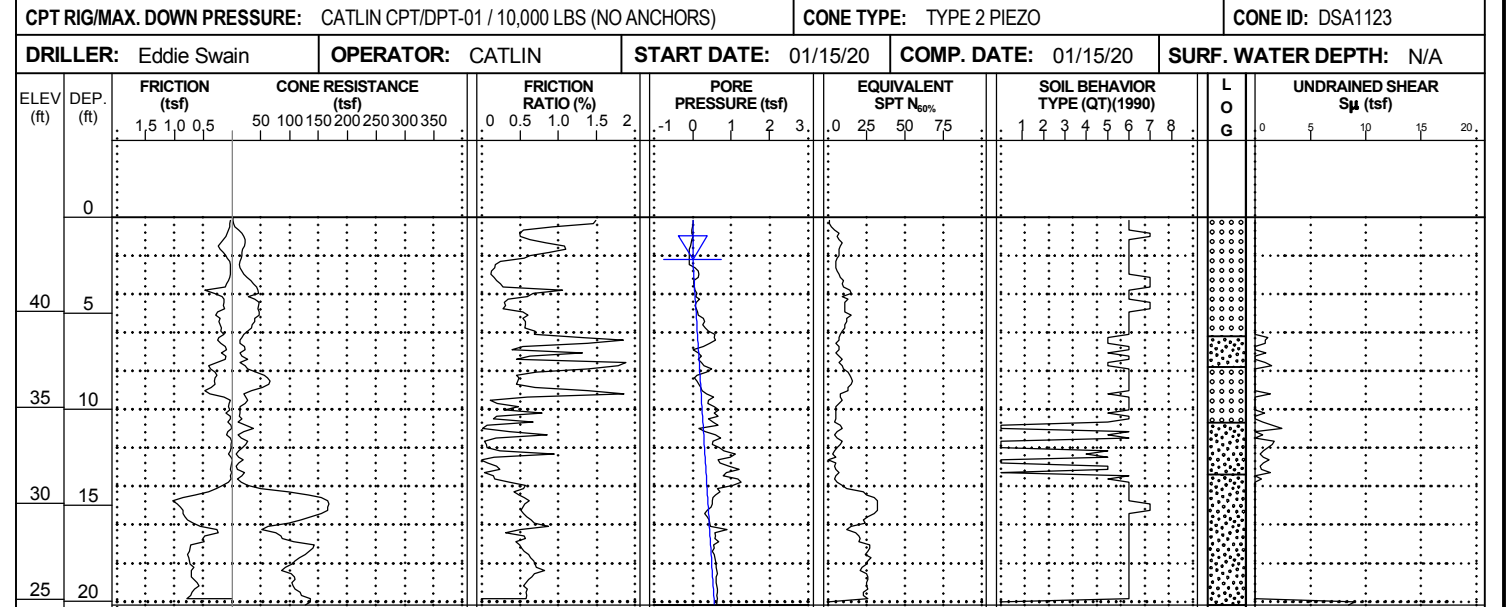 CPT RIG/MAX. DOWN PRESSURE: CATLIN CPT/DPT-01 / 10,000 LBS (NO ANCHORS) CONE TYPE: TYPE 2 PIEZO CONE ID: DSA1123
DRILLER: Eddie Swain OPERATOR: CATLIN START DATE: 01/15/20 COMP. DATE: 01/15/20 SURF. WATER DEPTH: N/A
ELEV (ft)
DEP. (ft)
FRICTION (tsf)
1.5 1.0 0.5
CONE RESISTANCE (tsf)
50 100 150 200 250 300 350
FRICTION RATIO (%)
0 0.5 1.0 1.5 2
PORE PRESSURE (tsf)
-1 0 1 2 3
EQUIVALENT SPT N60%
0 25 50 75
SOIL BEHAVIOR TYPE (QT)(1990)
1 2 3 4 5 6 7 8
L
O
G
UNDRAINED SHEAR Sµ (tsf)
0 5 10 15 20
0
40 5
35 10
30 15
25 20